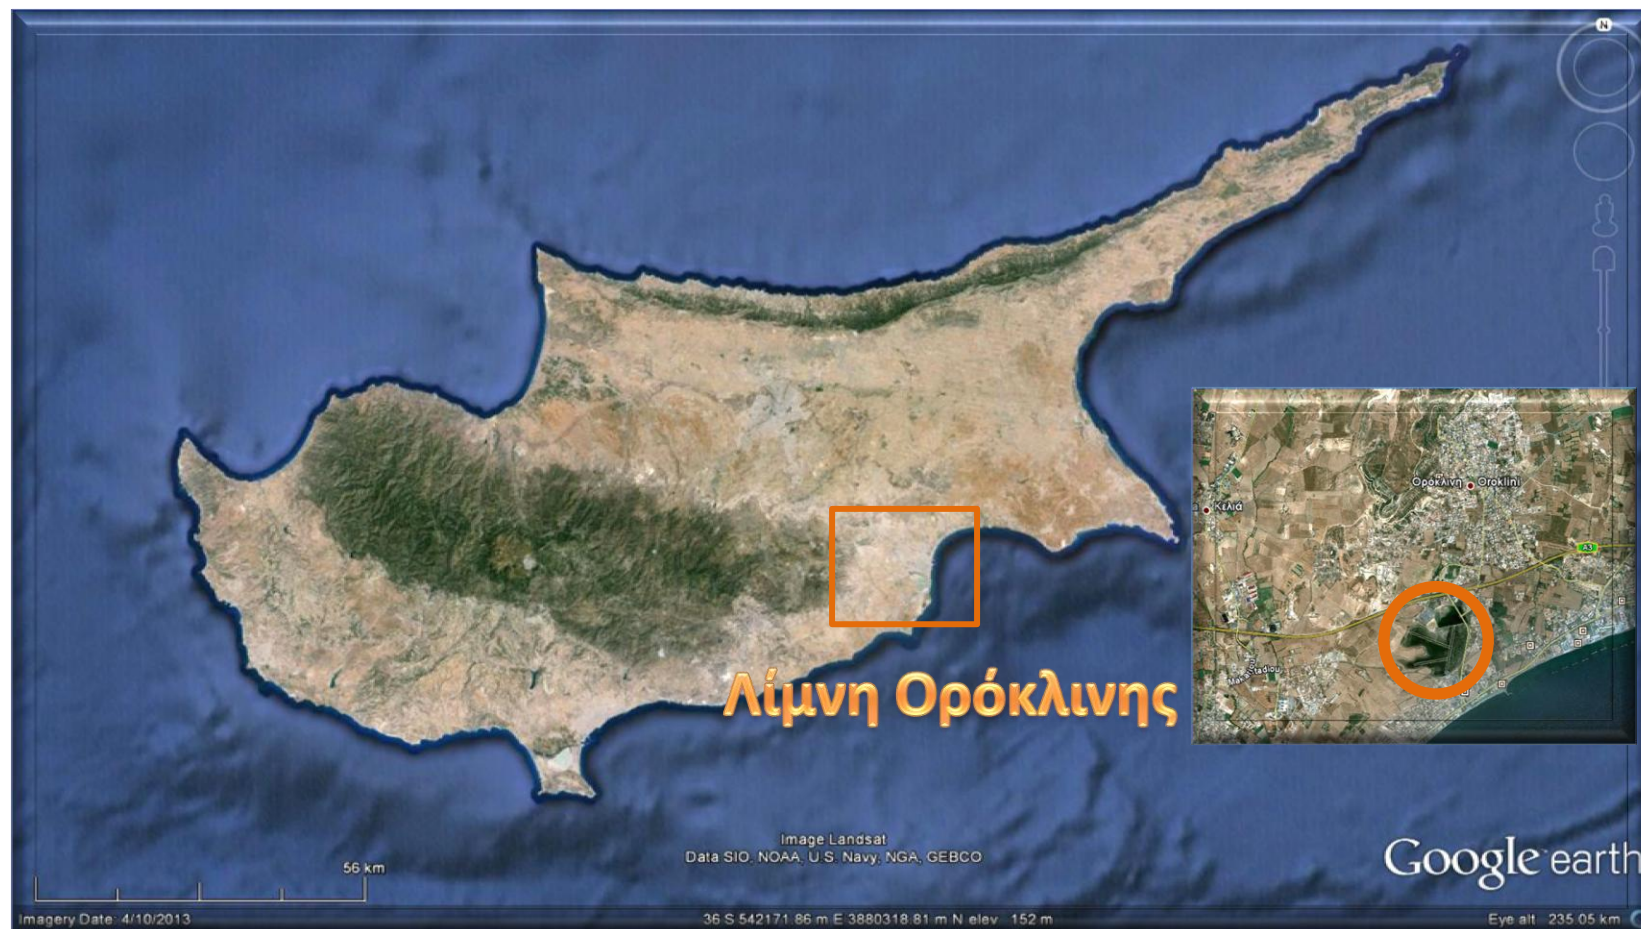 N
Ορόκλινη Oroklini
Κελιά
A3
Λίμνη Ορόκλινης
Image Landsat
Data SIO, NOAA, U.S. Navy, NGA, GEBCO
Google earth
56 km
Imagery Date: 4/10/2013
36 S 542171.86 m E 3880318.81 m N elev 152 m
Eye alt 235.05 km